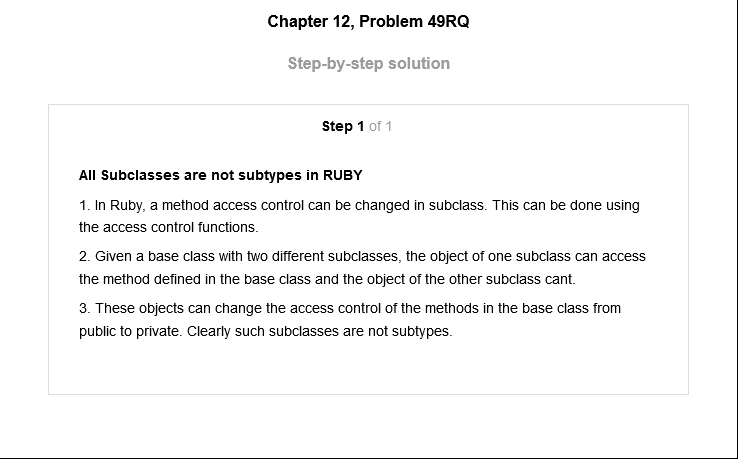 Chapter 12, Problem 49RQ
Step-by-step solution
Step 1 of 1
All Subclasses are not subtypes in RUBY
1. In Ruby, a method access control can be changed in subclass. This can be done using
the access control functions.
2. Given a base class with two different subclasses, the object of one subclass can access
the method defined in the base class and the object of the other subclass cant.
3. These objects can change the access control of the methods in the base class from
public to private. Clearly such subclasses are not subtypes.